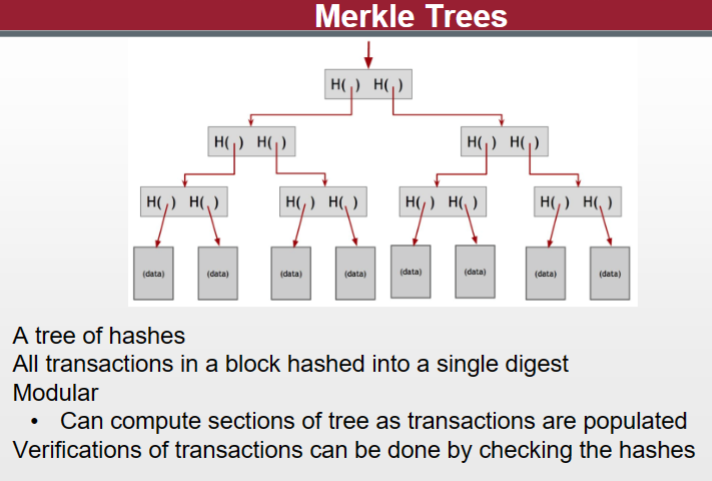 Merkle Trees
H( ) H( )
H( ) H( ) H( ) H( )
H( ) H( ) H( ) H( ) H( ) H( ) H( ) H( )
(data) (data) (data) (data) (data) (data) (data) (data)
A tree of hashes
All transactions in a block hashed into a single digest
Modular
• Can compute sections of tree as transactions are populated
Verifications of transactions can be done by checking the hashes